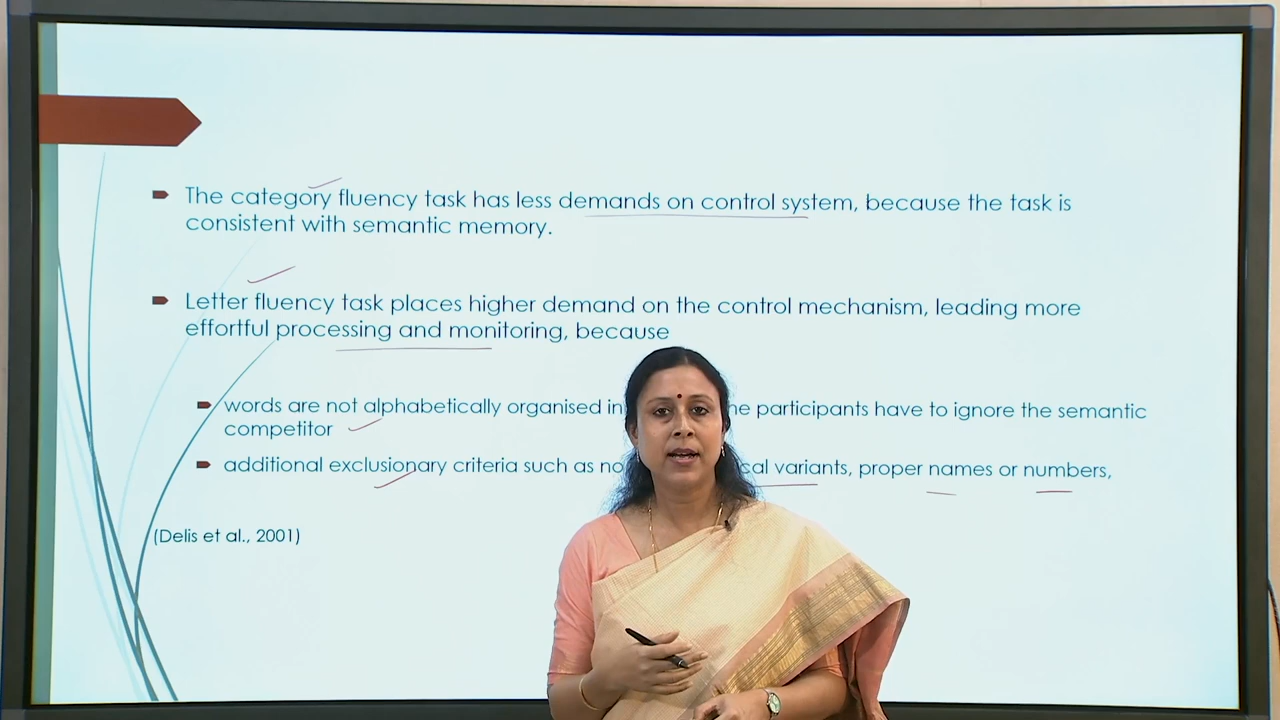 The category fluency task has less demands on control system, because the task is
consistent with semantic memory.
Letter fluency task places higher demand on the control mechanism, leading more
effortful processing and monitoring, because
words are not alphabetically organised in participants have to ignore the semantic
competitor
additional exclusionary criteria such as variants, proper names or numbers,
(Delis et al., 2001)